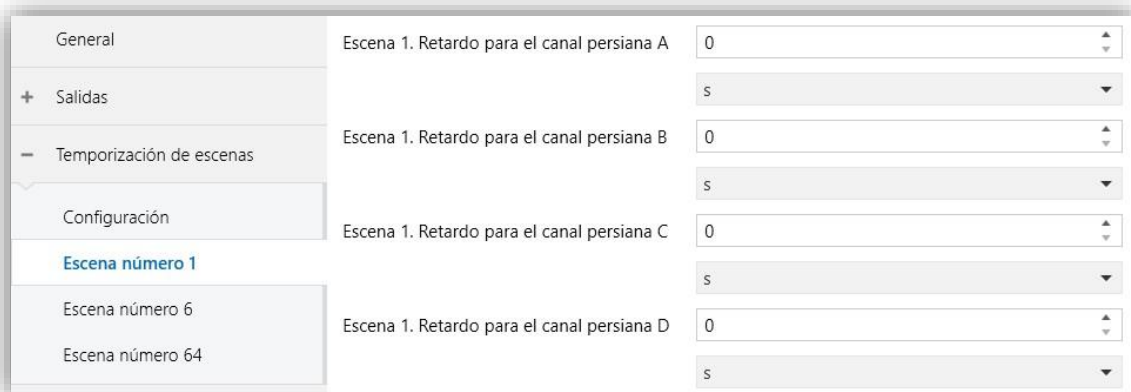 General
+ Salidas
− Temporización de escenas
Configuración
Escena número 1
Escena número 6
Escena número 64
Escena 1. Retardo para el canal persiana A 0
s
Escena 1. Retardo para el canal persiana B 0
s
Escena 1. Retardo para el canal persiana C 0
s
Escena 1. Retardo para el canal persiana D 0
s